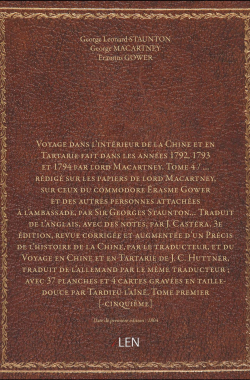 George Leonard STAUNTON
George MACARTNEY
Erasmus GOWER
Voyage dans l'intérieur de la Chine et en
Tartarie fait dans les années 1792, 1793
et 1794 par lord Macartney. Tome 4 / ...
rédigé sur les papiers de lord Macartney,
sur ceux du commodore Erasme Gower
et des autres personnes attachées
à l'ambassade, par Sir Georges Staunton... Traduit
de l'anglais, avec des notes, par J. Castéra. 3e
édition, revue corrigée et augmentée d'un Précis
de l'histoire de la Chine, par le traducteur, et du
Voyage en Chine et en Tartarie de J. C. Huttner,
traduit de l'allemand par le même traducteur ;
avec 37 planches et 4 cartes gravées en taille-
douce par Tardieu l'aîné, Tome premier
[-cinquième]
Date de première édition : 1804
LEN